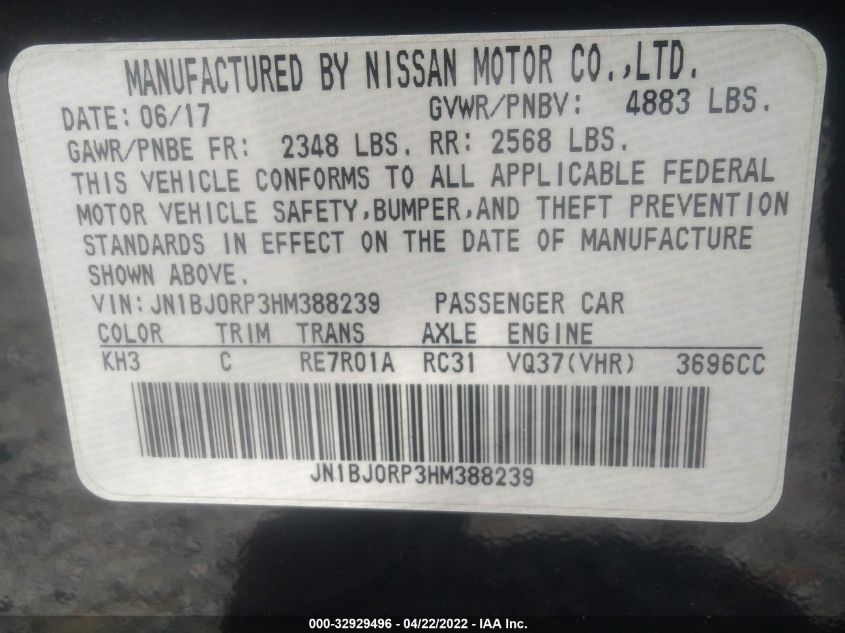 MANUFACTURED BY NISSAN MOTOR CO.,LTD.
DATE: 06/17 GVWR/PNBV: 4883 LBS.
GAWR/PNBE FR: 2348 LBS. RR: 2568 LBS.
THIS VEHICLE CONFORMS TO ALL APPLICABLE FEDERAL
MOTOR VEHICLE SAFETY,BUMPER,AND THEFT PREVENTION
STANDARDS IN EFFECT ON THE DATE OF MANUFACTURE
SHOWN ABOVE.
VIN: JN1BJ0RP3HM388239 PASSENGER CAR
COLOR TRIM TRANS AXLE ENGINE
KH3 C RE7R01A RC31 VQ37(VHR) 3696CC
JN1BJ0RP3HM388239
000-32929496 - 04/22/2022 - IAA Inc.